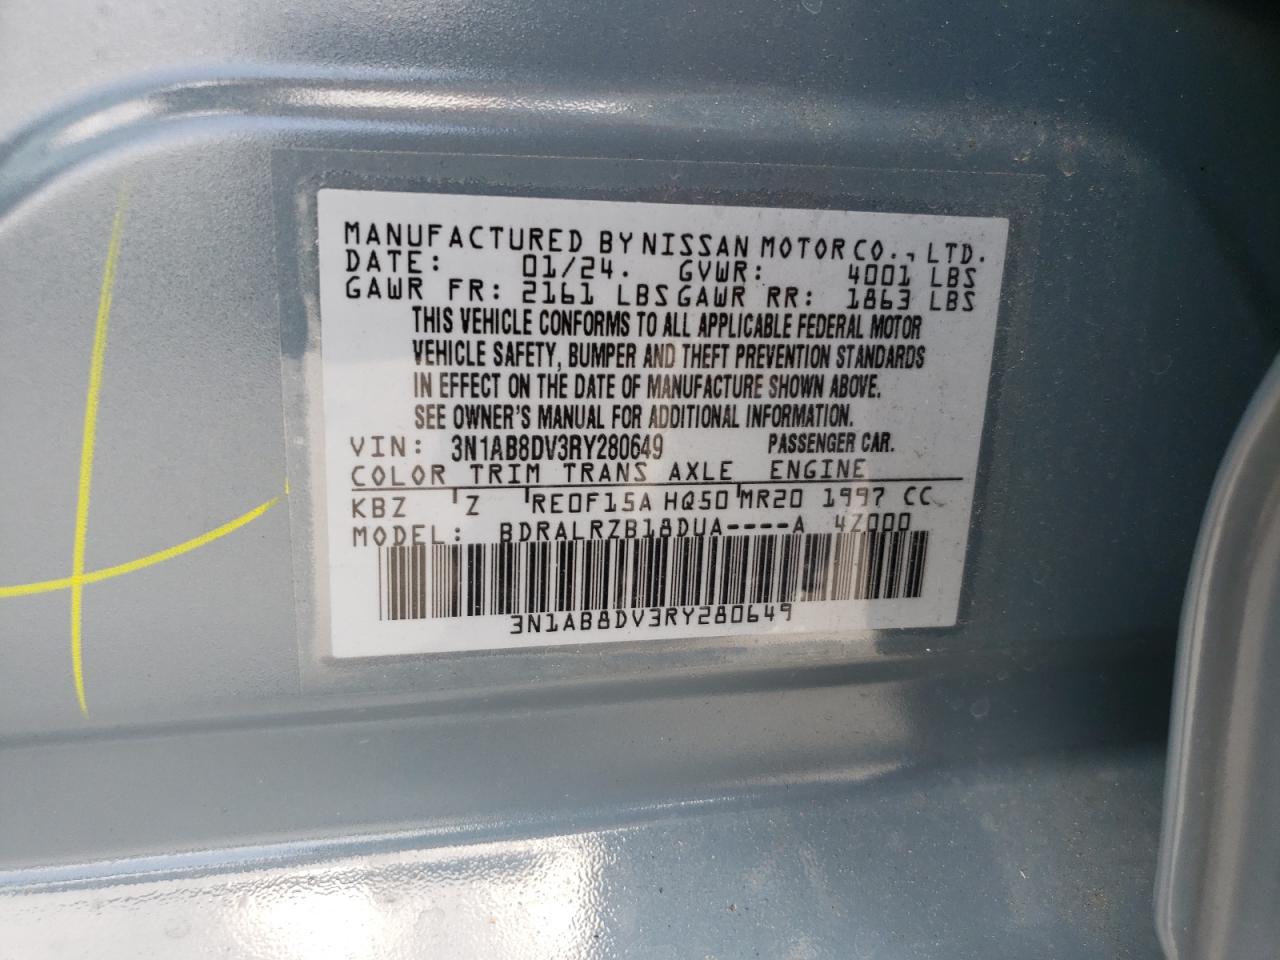 MANUFACTURED BY NISSAN MOTOR CO., LTD.
DATE: 01/24. GVWR: 4001 LBS
GAWR FR: 2161 LBS GAWR RR: 1863 LBS
THIS VEHICLE CONFORMS TO ALL APPLICABLE FEDERAL MOTOR
VEHICLE SAFETY, BUMPER AND THEFT PREVENTION STANDARDS
IN EFFECT ON THE DATE OF MANUFACTURE SHOWN ABOVE.
SEE OWNER'S MANUAL FOR ADDITIONAL INFORMATION.
VIN: 3N1AB8DV3RY280649 PASSENGER CAR.
COLOR TRIM TRANS AXLE ENGINE
KBZ Z RE0F15A HQ50 MR20 1997 CC
MODEL: BDRALRZB18DUA----A 4Z000
3N1AB8DV3RY280649